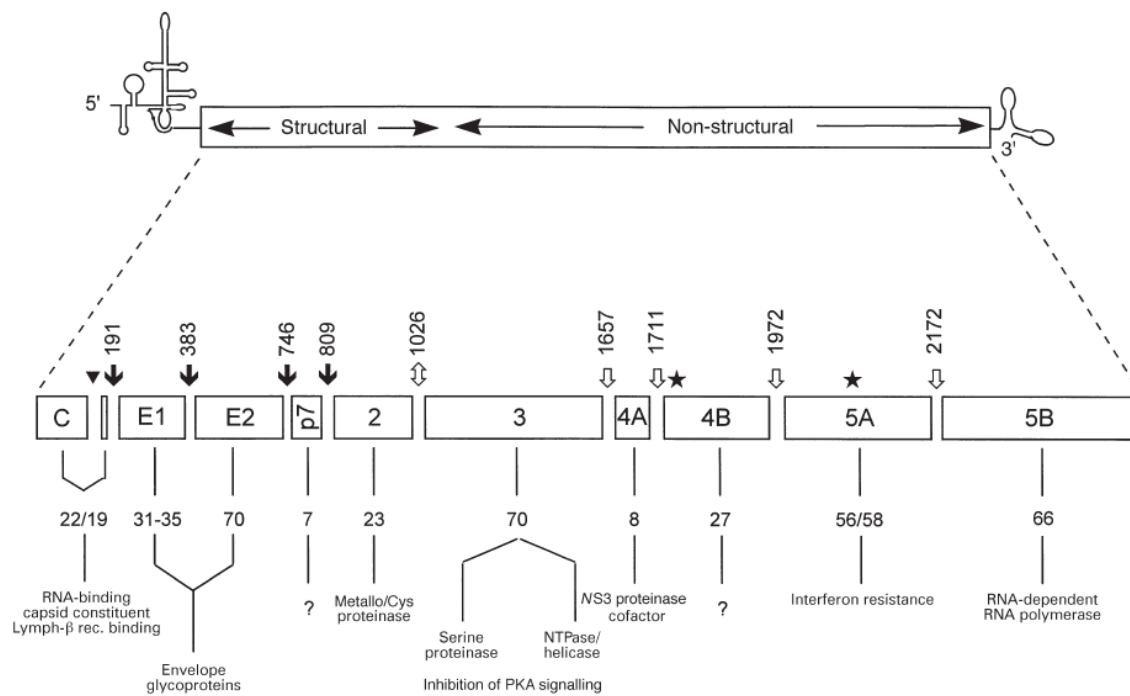 5'
Structural
Non-structural
3'
191
383
746
809
1026
1657
1711
1972
2172
C
E1
E2
p7
2
3
4A
4B
5A
5B
22/19
31-35
70
7
23
70
8
27
56/58
66
RNA-binding
capsid constituent
Lymph-β rec. binding
Envelope
glycoproteins
?
Metallo/Cys
proteinase
Serine
proteinase
NTPase/
helicase
Inhibition of PKA signalling
NS3 proteinase
cofactor
?
Interferon resistance
RNA-dependent
RNA polymerase